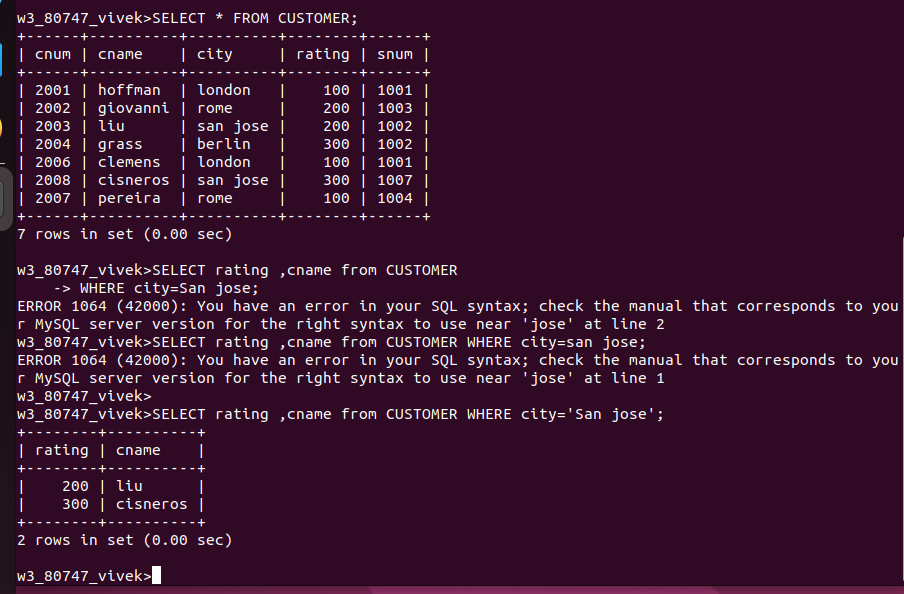 w3_80747_vivek>SELECT * FROM CUSTOMER;
+------+----------+----------+--------+------+
| cnum | cname    | city     | rating | snum |
+------+----------+----------+--------+------+
| 2001 | hoffman  | london   |    100 | 1001 |
| 2002 | giovanni | rome     |    200 | 1003 |
| 2003 | liu      | san jose |    200 | 1002 |
| 2004 | grass    | berlin   |    300 | 1002 |
| 2006 | clemens  | london   |    100 | 1001 |
| 2008 | cisneros | san jose |    300 | 1007 |
| 2007 | pereira  | rome     |    100 | 1004 |
+------+----------+----------+--------+------+
7 rows in set (0.00 sec)
w3_80747_vivek>SELECT rating ,cname from CUSTOMER
    -> WHERE city=San jose;
ERROR 1064 (42000): You have an error in your SQL syntax; check the manual that corresponds to you
r MySQL server version for the right syntax to use near 'jose' at line 2
w3_80747_vivek>SELECT rating ,cname from CUSTOMER WHERE city=san jose;
ERROR 1064 (42000): You have an error in your SQL syntax; check the manual that corresponds to you
r MySQL server version for the right syntax to use near 'jose' at line 1
w3_80747_vivek>
w3_80747_vivek>SELECT rating ,cname from CUSTOMER WHERE city='San jose';
+--------+----------+
| rating | cname    |
+--------+----------+
|    200 | liu      |
|    300 | cisneros |
+--------+----------+
2 rows in set (0.00 sec)
w3_80747_vivek>